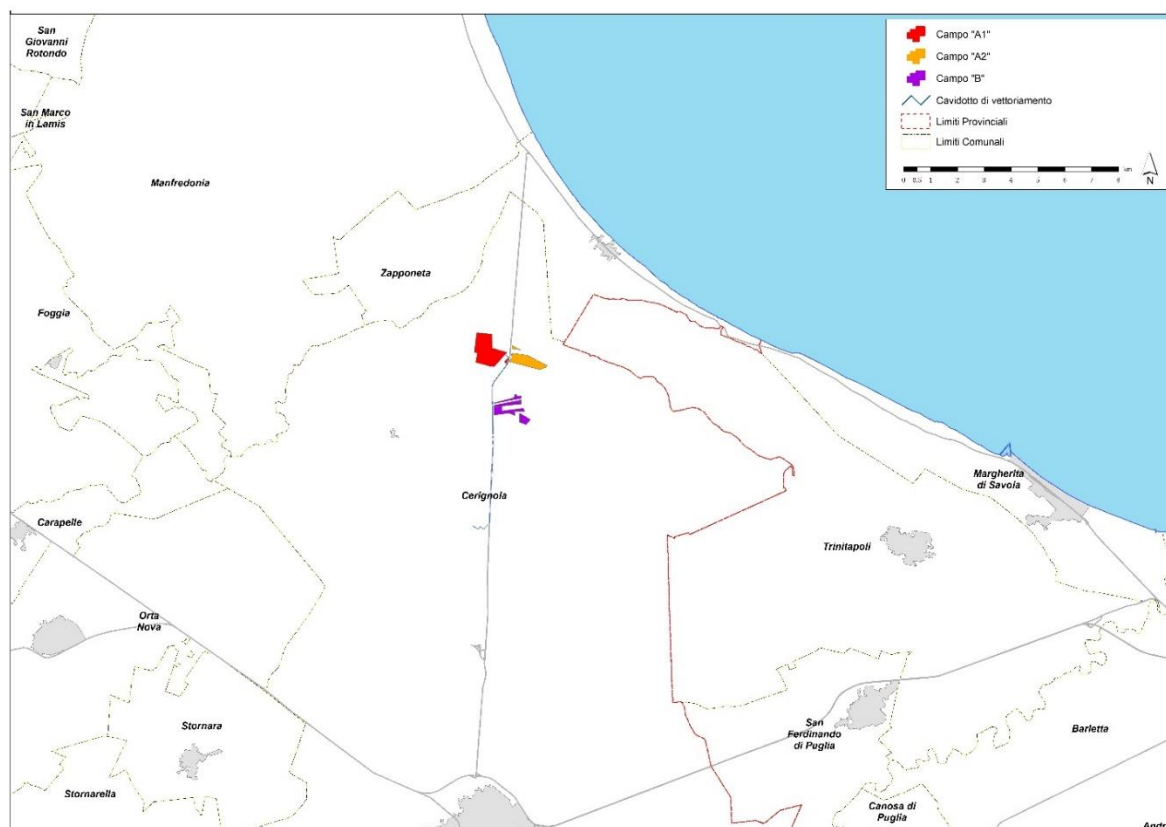 San
Giovanni
Rotondo
San Marco
in Lamis
Manfredonia
Zapponeta
Foggia
Cerignola
Carapelle
Orta
Nova
Stornara
Stornarella
Margherita
di Savoia
Trinitapoli
San
Ferdinando
di Puglia
Barletta
Canosa di
Puglia
Andr
Campo "A1"
Campo "A2"
Campo "B"
Cavidotto di vettoriamento
Limiti Provinciali
Limiti Comunali
km
0 0.5 1 2 3 4 5 6 7 8
N